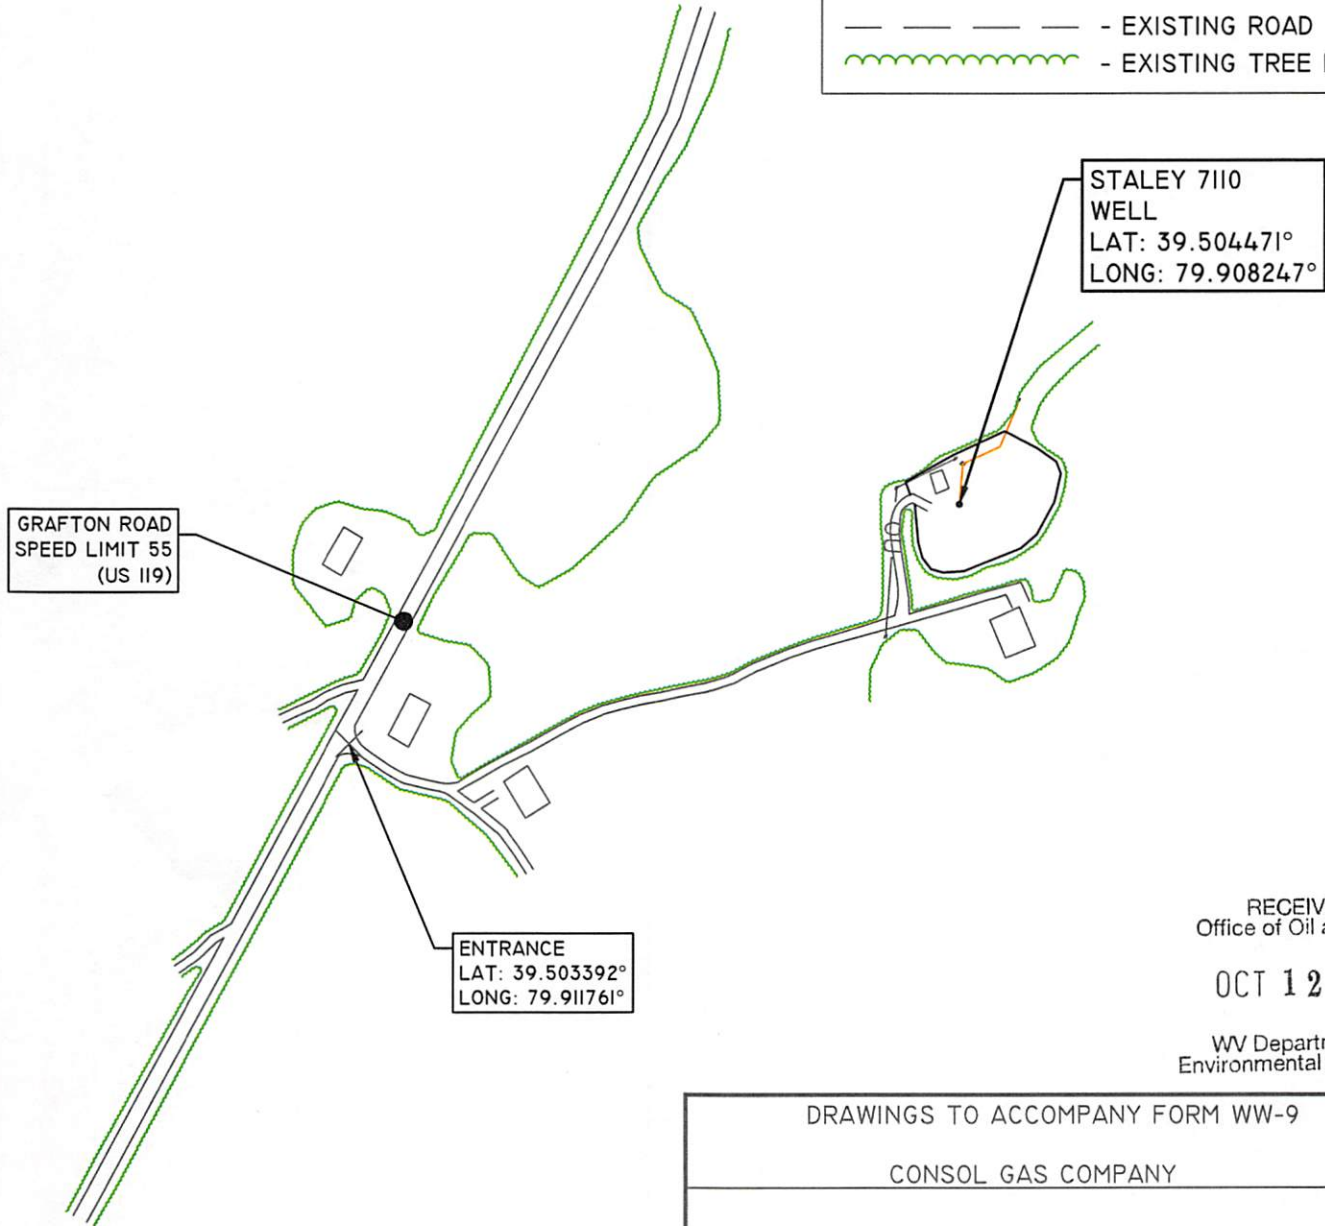 - EXISTING ROAD
- EXISTING TREE
STALEY 7110
WELL
LAT: 39.504471°
LONG: 79.908247°
GRAFTON ROAD
SPEED LIMIT 55
(US 119)
ENTRANCE
LAT: 39.503392°
LONG: 79.911761°
Office of Oil
OCT 12
WV
Environmental
DRAWINGS TO ACCOMPANY FORM WW-9
CONSOL GAS COMPANY